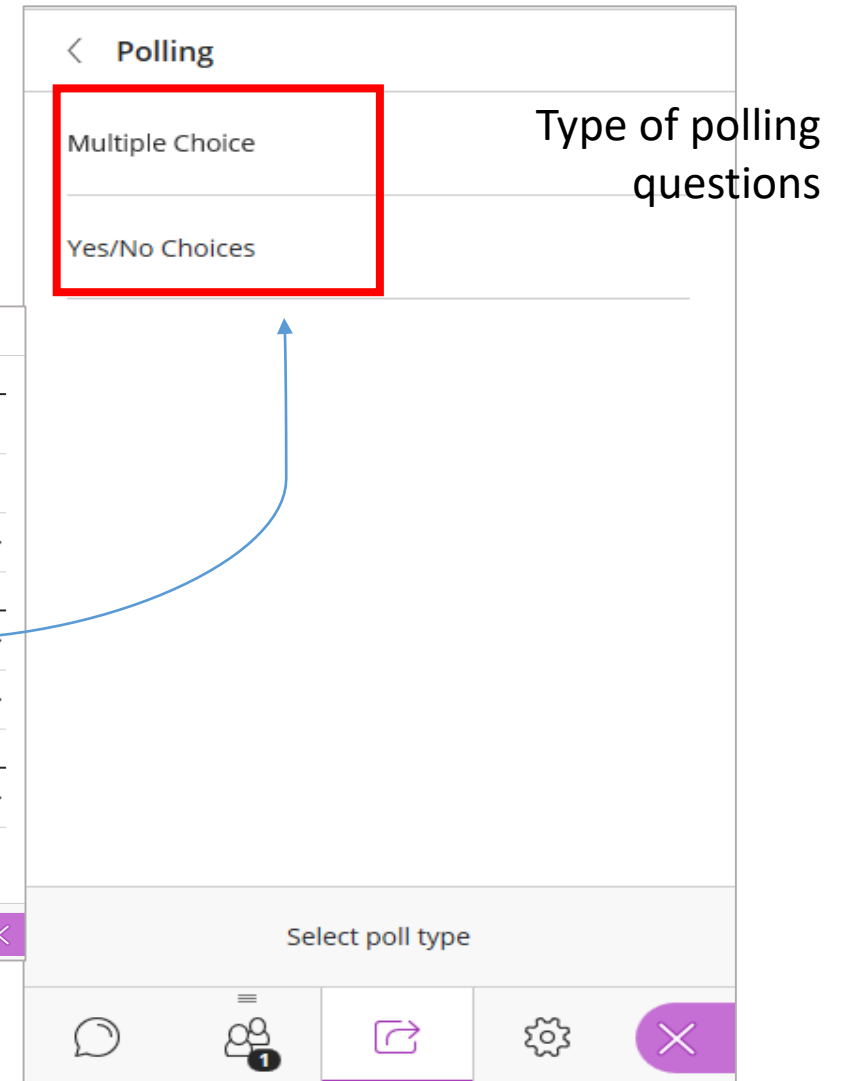 Polling
Multiple Choice
Type of polling
questions
Yes/No Choices
Select poll type
1